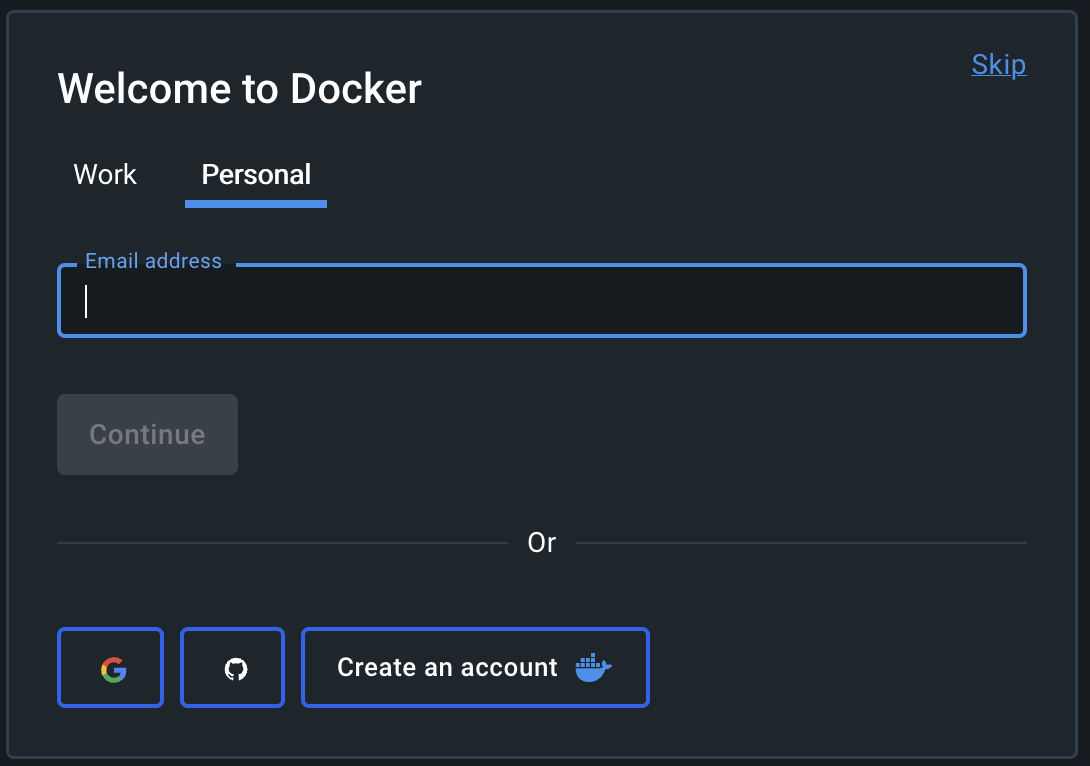 Skip
Welcome to Docker
Work Personal
Email address
Continue
Or
Create an account